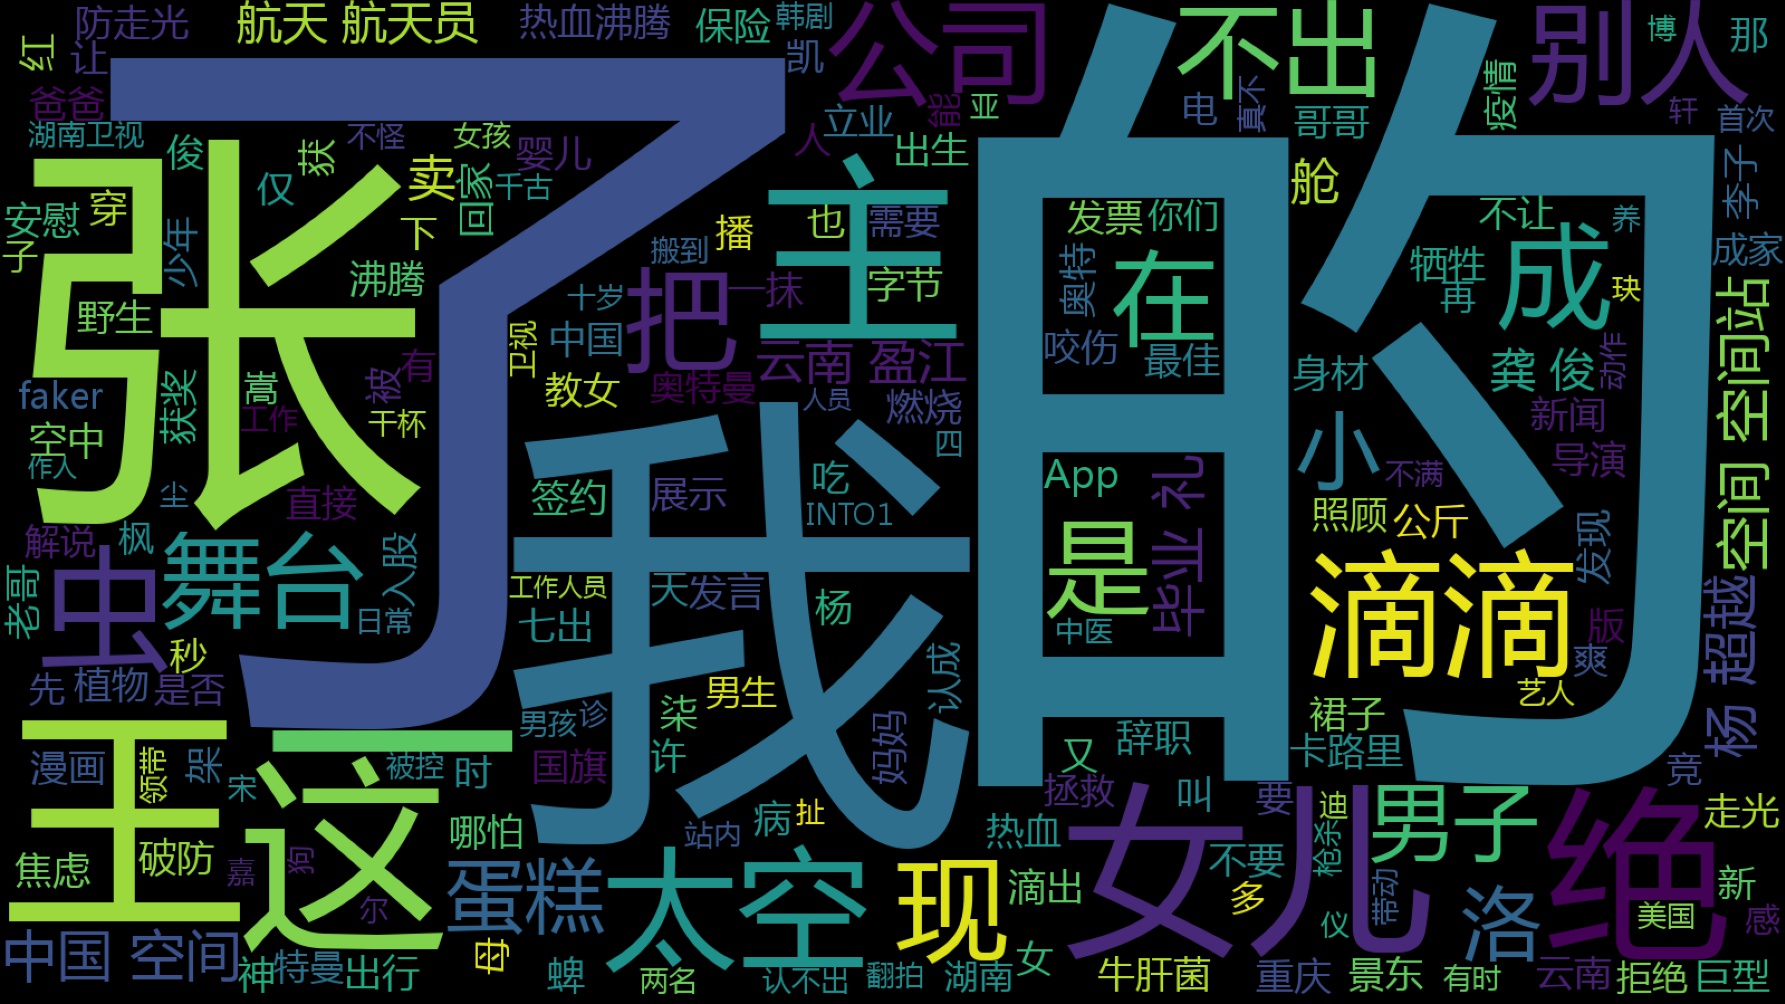 防走光
航天 航天员
热血沸腾
保险
韩剧
公司
不出
别人
博
那
红
让
凯
爸爸
了
的
能
亚
电
真不
哥哥
疫情
轩
首次
湖南卫视
俊
获
不怪
女孩
婴儿
人
立业
出生
张
仅
卖
回家
千古
主
舱
李子
安慰
穿
少年
下
搬到
播
也
需要
发票
你们
不让
养
子
沸腾
十岁
把
一抹
字节
奥特
在
牺牲
再
成
成家
玦
野生
卫视
中国
云南 盈江
咬伤
最佳
身材
龚 俊
动作
空间 空间站
faker
获奖
嵩
被
有
教女
奥特曼
人员
燃烧
小
新闻
空中
工作
干杯
四
导演
作人
尘
直接
我
签约
展示
吃
INTO1
App
毕业 礼
不满
照顾
公斤
解说
枫
虫
舞台
入股
是
滴滴
发现
老哥
日常
工作人员
天
发言
杨
七出
中医
版
杨 超越
秒
先
植物
是否
男孩
诊
柒
男生
认成
爽
艺人
裙子
王
这
漫画
领带
架
被控
时
国旗
许
妈妈
又
辞职
卡路里
竞
宋
哪怕
站内
病
扯
热血
拯救
叫
要
迪
男子
走光
焦虑
破防
嘉
狗
蛋糕
太空
现
女儿
不要
枪杀
绝
尔
滴出
多
带动
洛
新
美国
感
中国 空间
神
特曼
出行
母
蜱
两名
认不出
翻拍
湖南
女
牛肝菌
重庆
仪
景东
有时
云南
拒绝
巨型